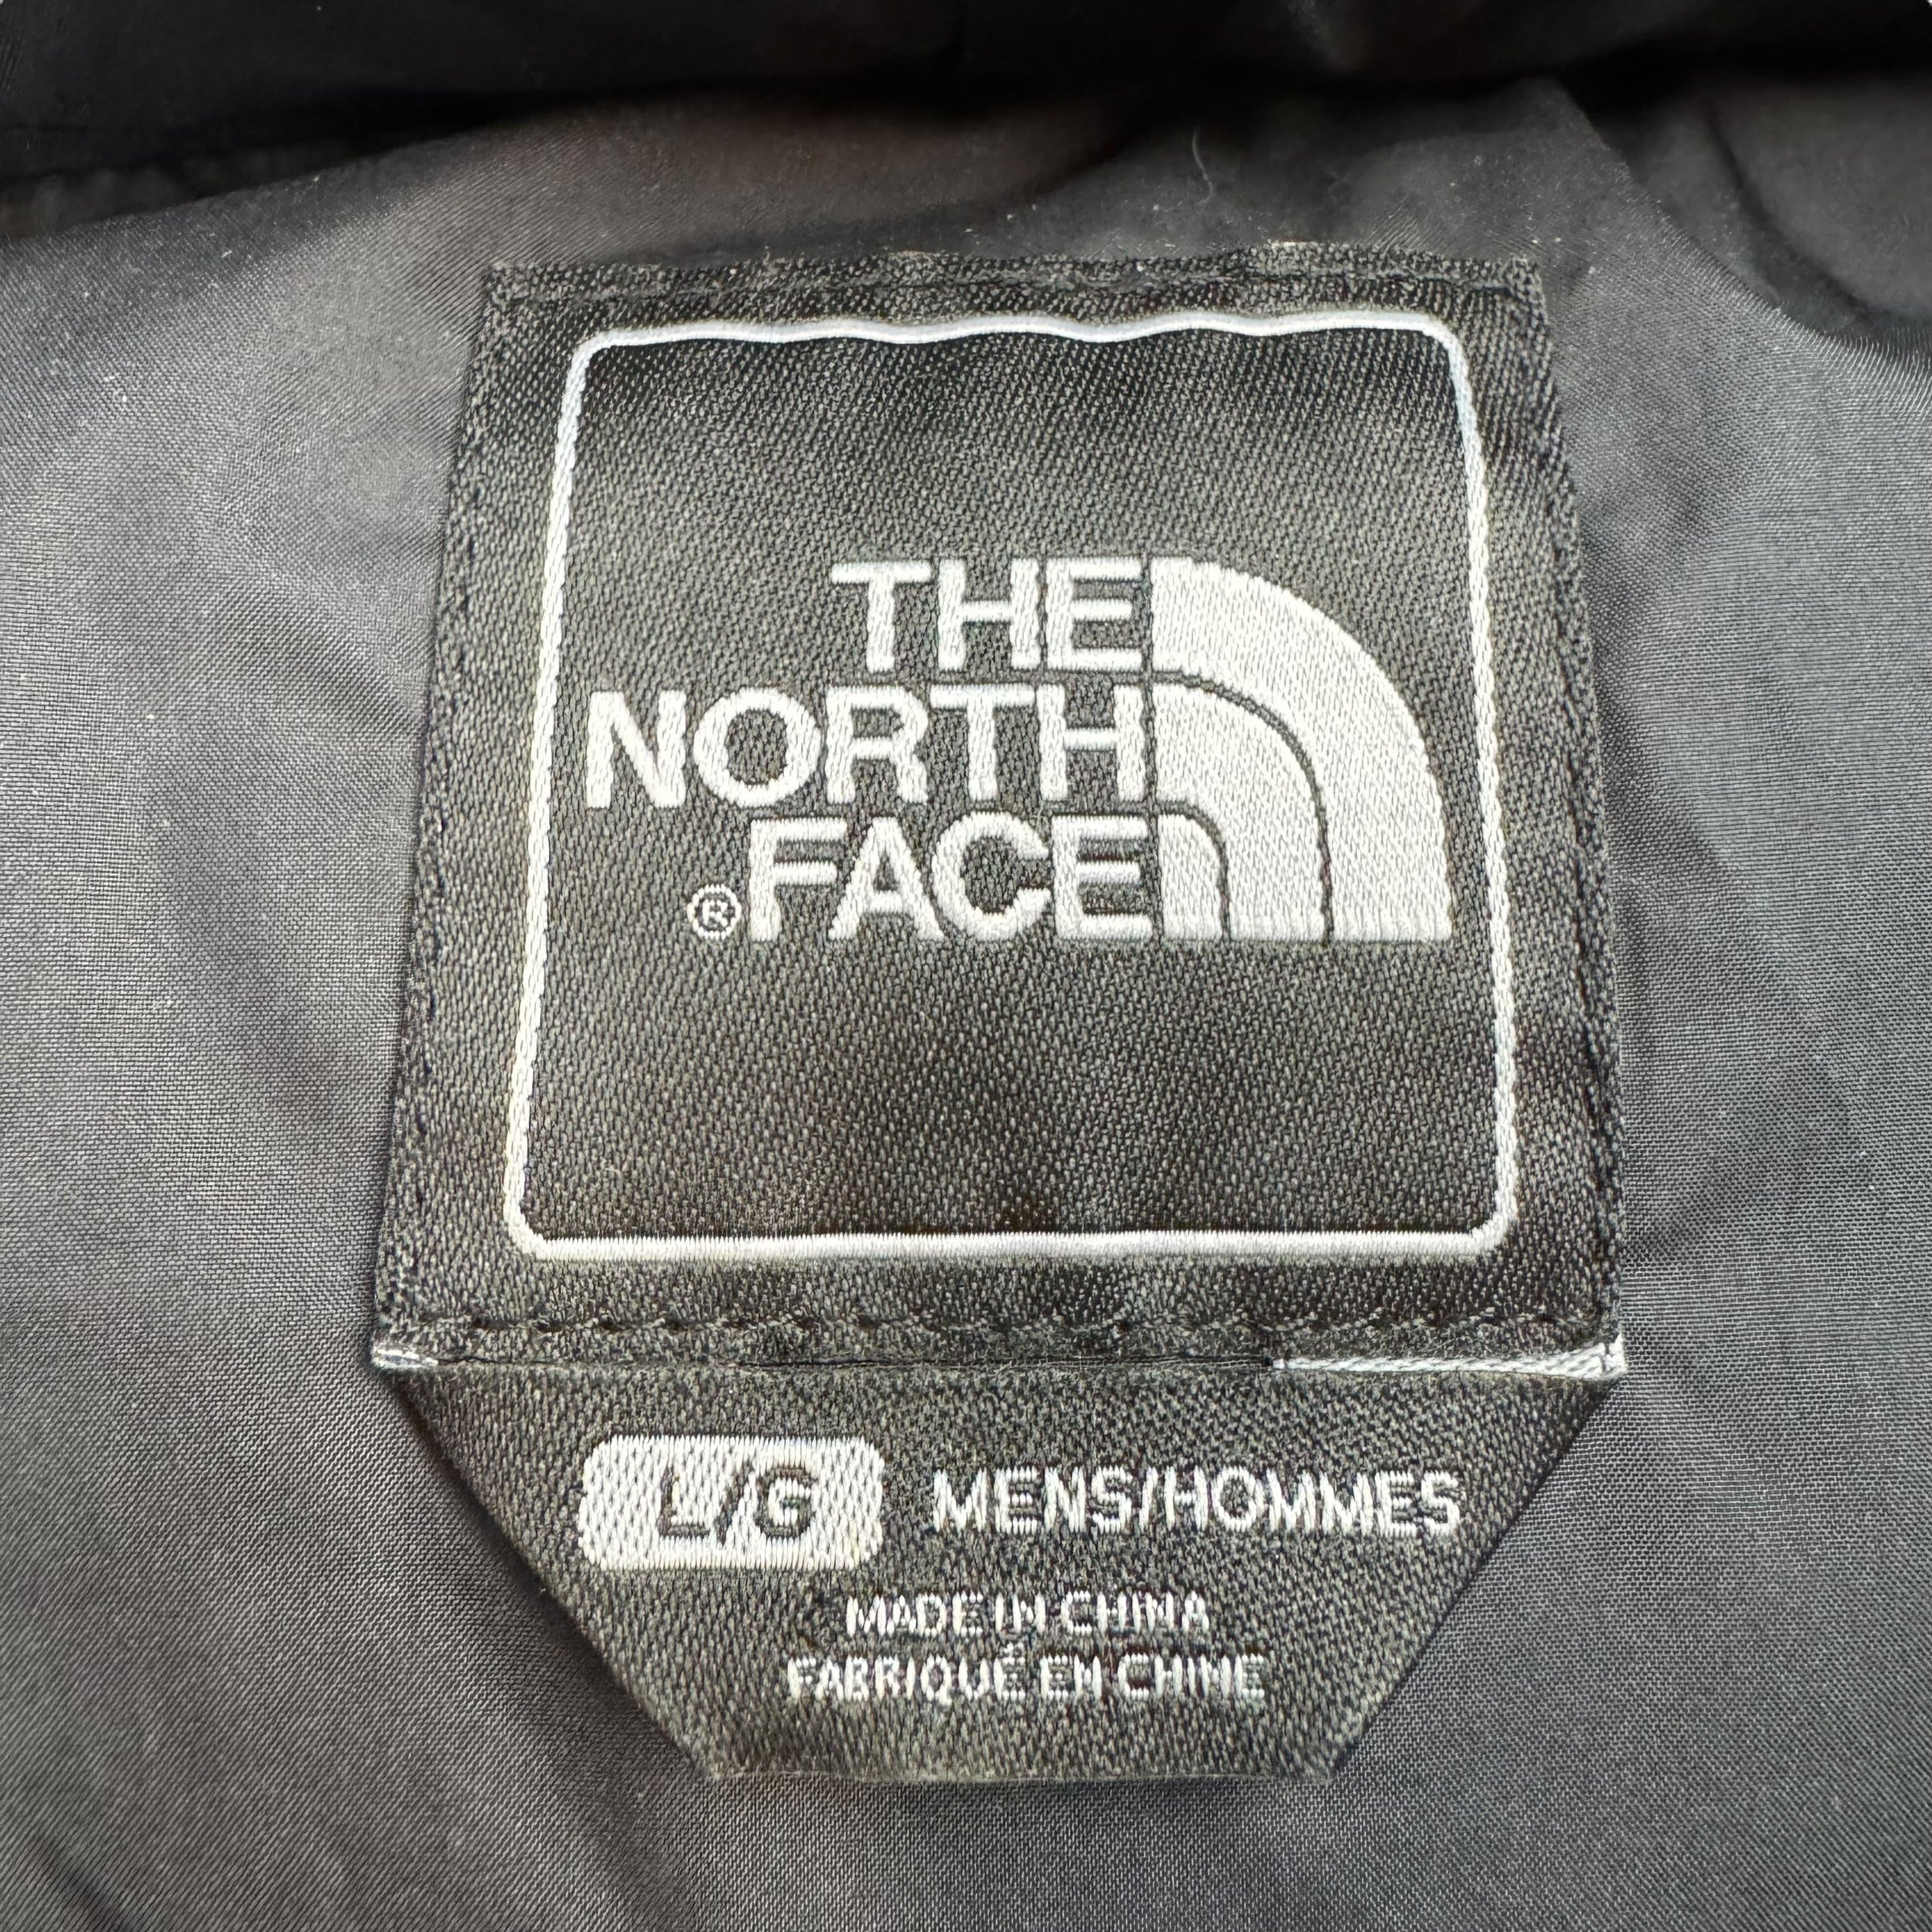 THE
NORTH
®FACE
L/G MENS/HOMMES
MADE IN CHINA
FABRIQUÉ EN CHINE